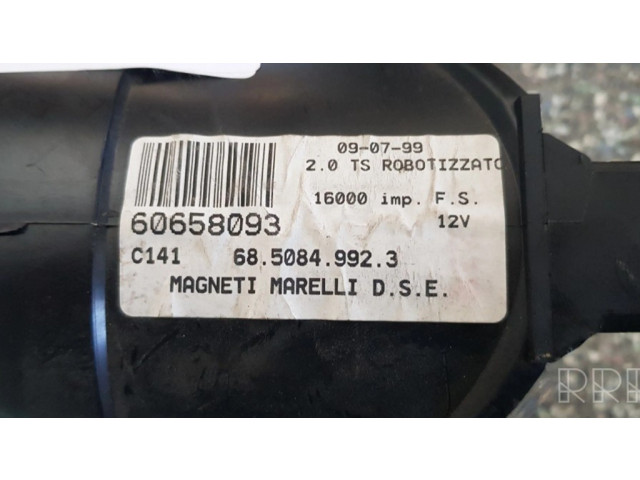 09-07-99
2.0 TS ROBOTIZZATO
16000 imp. F.S.
60658093
12V
C141 68.5084.992.3
MAGNETI MARELLI D.S.E.